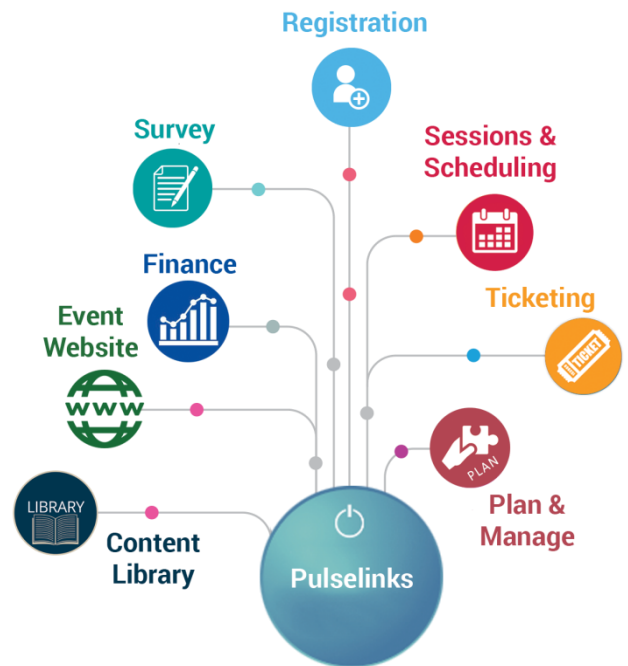 Registration
Survey
Sessions &
Scheduling
Finance
Ticketing
TICKET
Event
Website
WWW
PLAN
LIBRARY
Plan &
Manage
Content
Library
Pulselinks